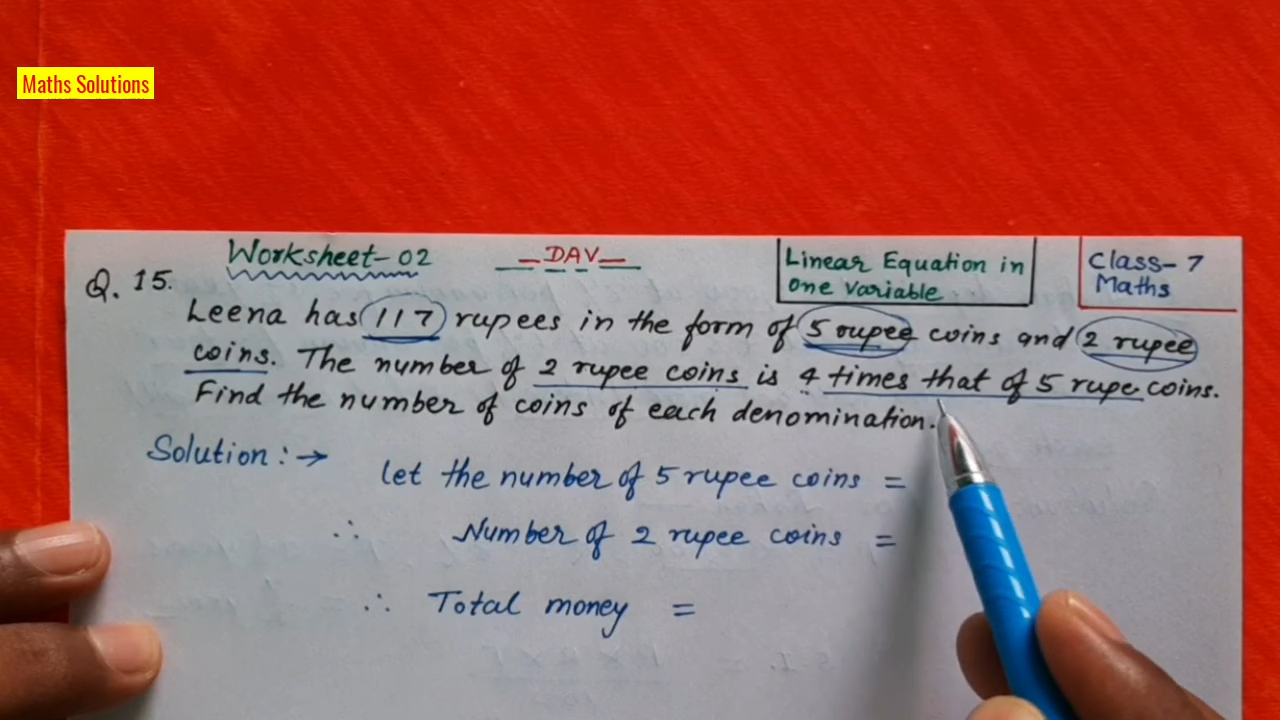 Maths Solutions
Worksheet-02 DAV Linear Equation in One Variable Class-7 Maths
Q. 15.
Leena has 117 rupees in the form of 5 rupee coins and 2 rupee
coins. The number of 2 rupee coins is 4 times that of 5 rupe coins.
Find the number of coins of each denomination.
Solution :→
let the number of 5 rupee coins =
∴ Number of 2 rupee coins =
∴ Total money =